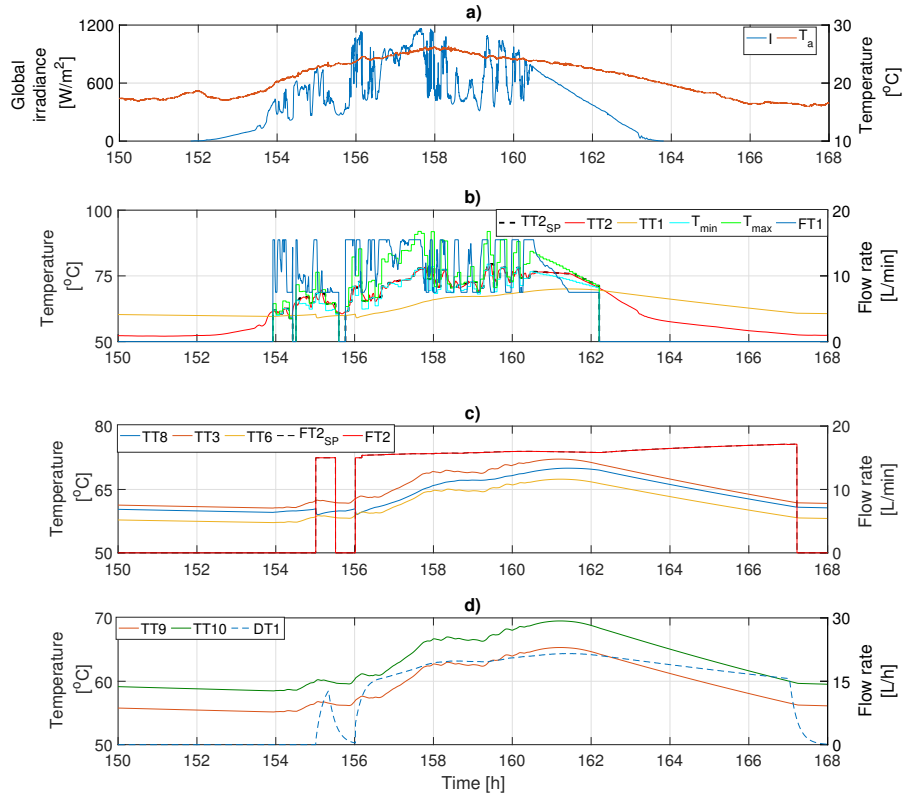 a)
1200
900
600
300
0
30
20
10
Global
irradiance
[W/m²]
Temperature
[°C]
I
Tₐ
150 152 154 156 158 160 162 164 166 168
b)
100
75
50
20
10
0
Temperature
[°C]
Flow rate
[L/min]
TT2SP TT2 TT1 Tmin Tmax FT1
150 152 154 156 158 160 162 164 166 168
c)
80
65
50
20
10
0
Temperature
[°C]
Flow rate
[L/min]
TT8 TT3 TT6 FT2SP FT2
150 152 154 156 158 160 162 164 166 168
d)
70
60
50
30
15
0
Temperature
[°C]
Flow rate
[L/h]
TT9 TT10 DT1
150 152 154 156 158 160 162 164 166 168
Time [h]